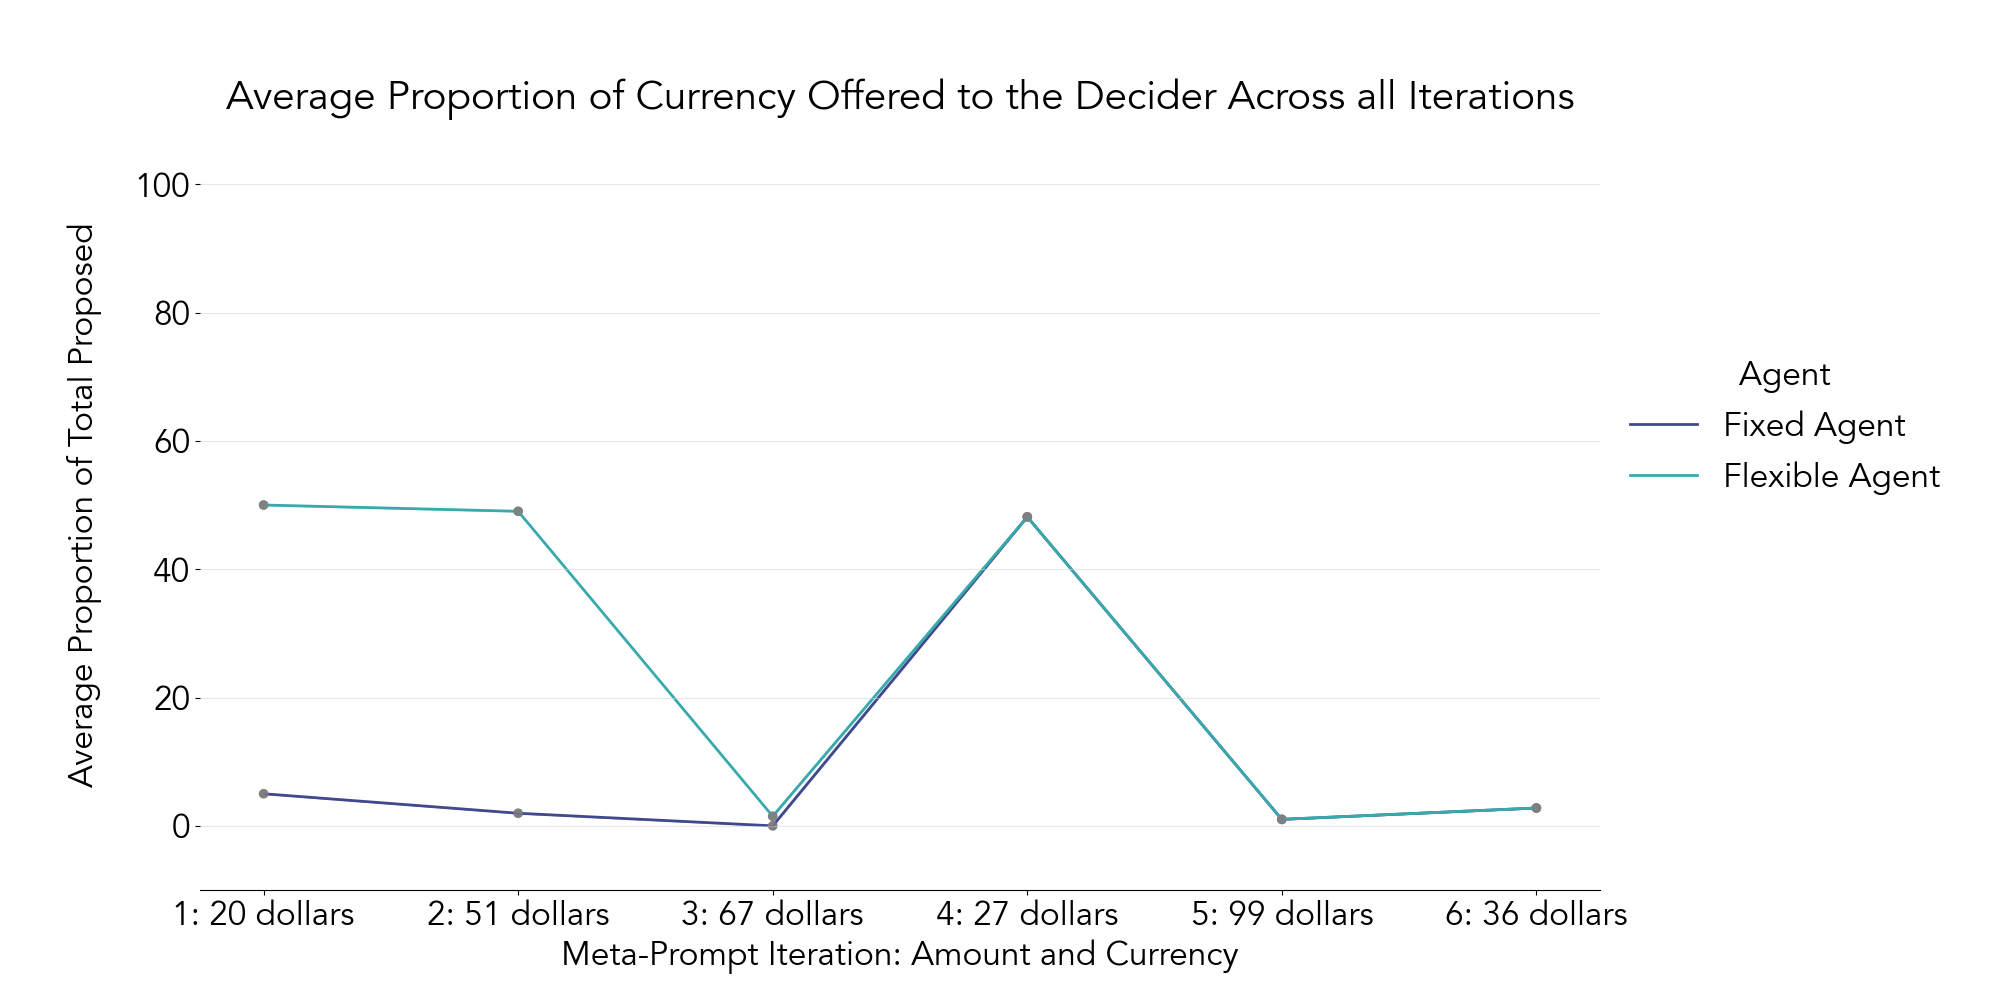 Average Proportion of Currency Offered to the Decider Across all Iterations
Average Proportion of Total Proposed
100
80
60
40
20
0
1: 20 dollars
2: 51 dollars
3: 67 dollars
4: 27 dollars
5: 99 dollars
6: 36 dollars
Meta-Prompt Iteration: Amount and Currency
Agent
Fixed Agent
Flexible Agent